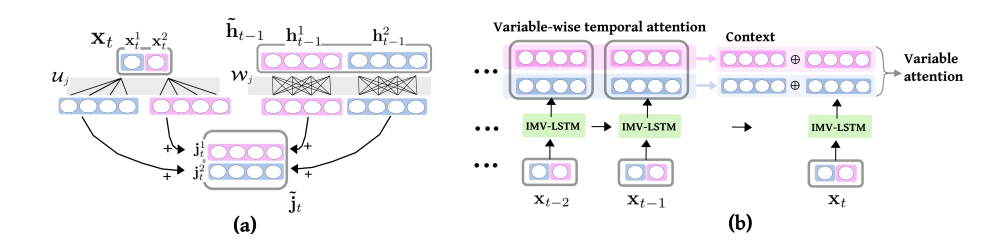 x_t x_t^1 x_t^2 h̃_{t-1} h_{t-1}^1 h_{t-1}^2
𝒰_j 𝒲_j
+ j_t^1
+ j_t^2 +
+
j̃_t
(a)
Variable-wise temporal attention Context
⊕
⊕
Variable
attention
...
... IMV-LSTM IMV-LSTM IMV-LSTM
...
x_{t-2} x_{t-1} x_t
(b)